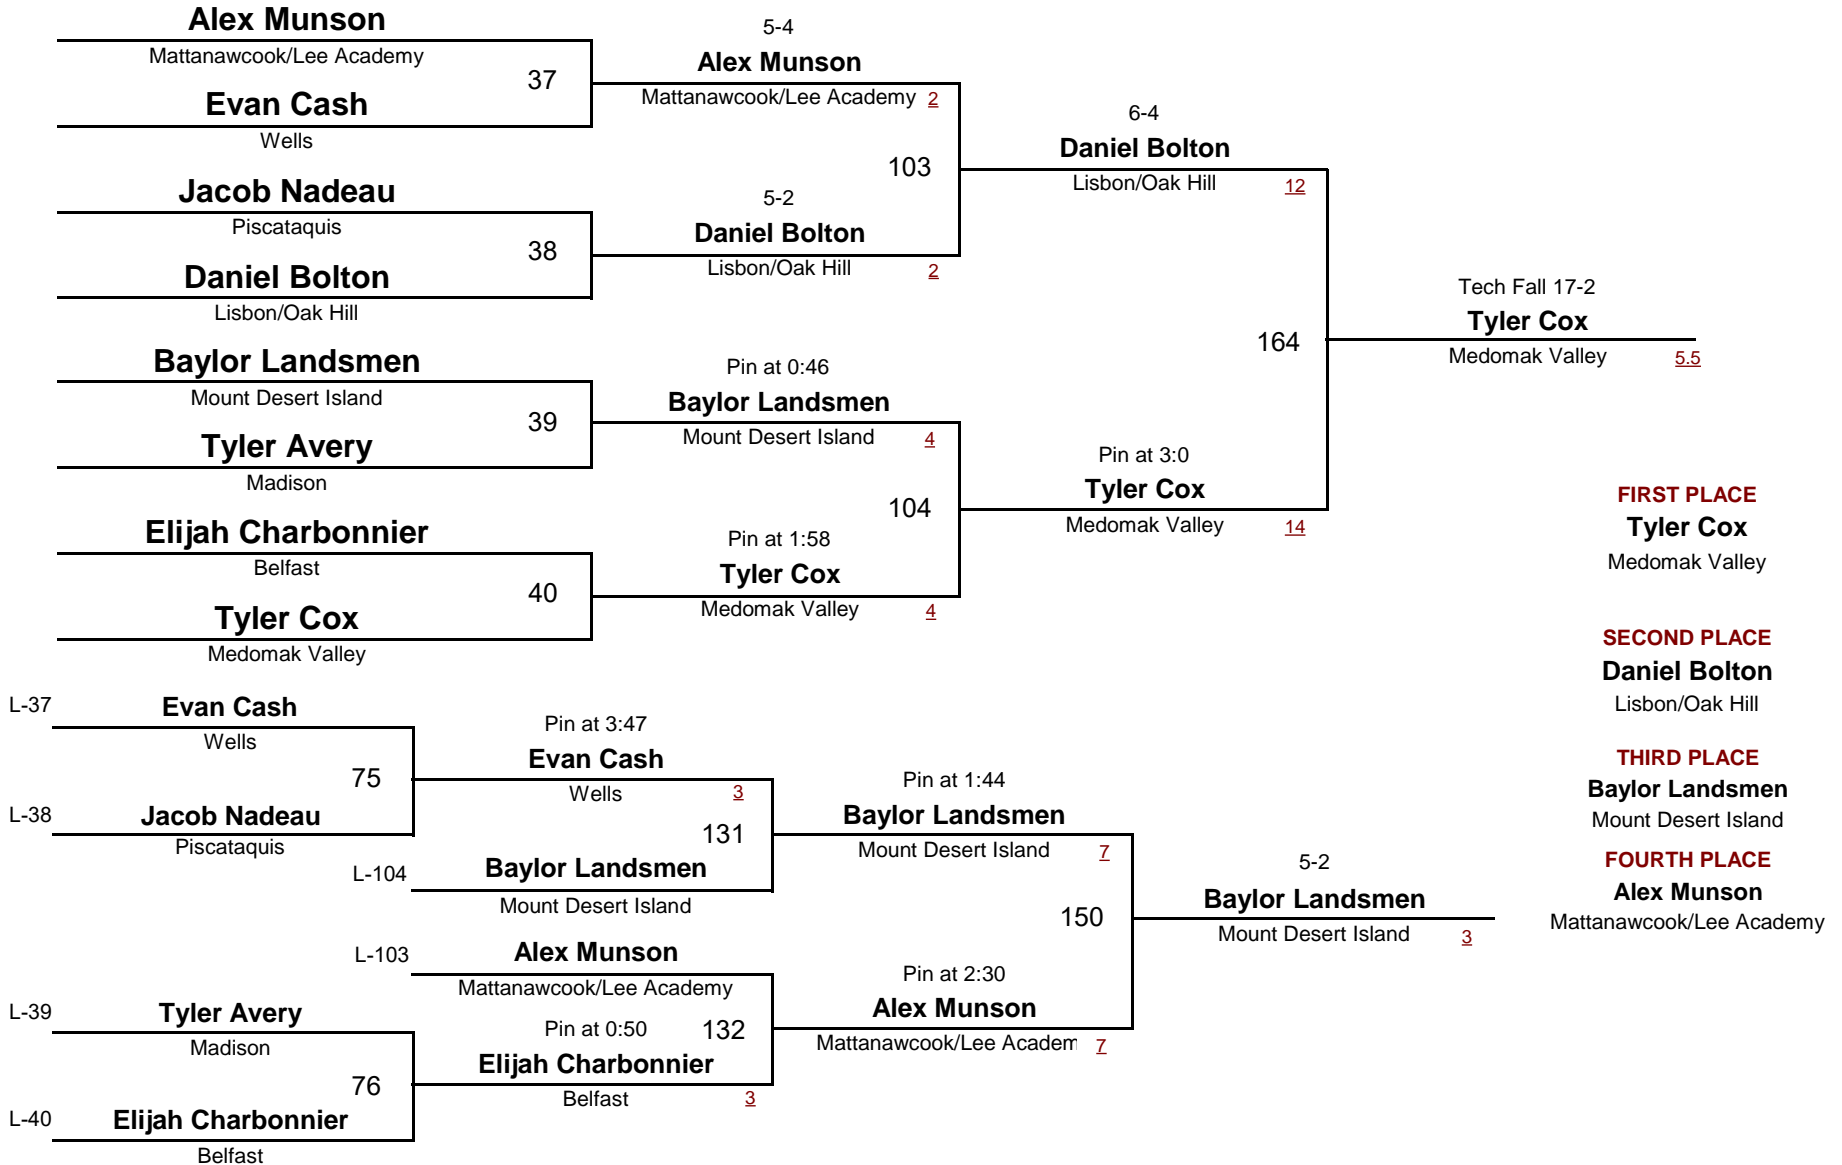 Alex Munson
Mattanawcook/Lee Academy
37
Evan Cash
Wells
Jacob Nadeau
Piscataquis
38
Daniel Bolton
Lisbon/Oak Hill
Baylor Landsmen
Mount Desert Island
39
Tyler Avery
Madison
Elijah Charbonnier
Belfast
40
Tyler Cox
Medomak Valley
5-4
Alex Munson
Mattanawcook/Lee Academy 2
103
5-2
Daniel Bolton
Lisbon/Oak Hill 2
Pin at 0:46
Baylor Landsmen
Mount Desert Island 4
104
Pin at 1:58
Tyler Cox
Medomak Valley 4
6-4
Daniel Bolton
Lisbon/Oak Hill 12
164
Pin at 3:0
Tyler Cox
Medomak Valley 14
Tech Fall 17-2
Tyler Cox
Medomak Valley 5.5
FIRST PLACE
Tyler Cox
Medomak Valley
SECOND PLACE
Daniel Bolton
Lisbon/Oak Hill
THIRD PLACE
Baylor Landsmen
Mount Desert Island
FOURTH PLACE
Alex Munson
Mattanawcook/Lee Academy
L-37 Evan Cash
Wells
75
L-38 Jacob Nadeau
Piscataquis
Pin at 3:47
Evan Cash
Wells 3
131
L-104 Baylor Landsmen
Mount Desert Island
L-103 Alex Munson
Mattanawcook/Lee Academy
132
L-39 Tyler Avery
Madison
76
L-40 Elijah Charbonnier
Belfast
Pin at 0:50
Elijah Charbonnier
Belfast 3
Pin at 1:44
Baylor Landsmen
Mount Desert Island 7
150
Pin at 2:30
Alex Munson
Mattanawcook/Lee Academ 7
5-2
Baylor Landsmen
Mount Desert Island 3